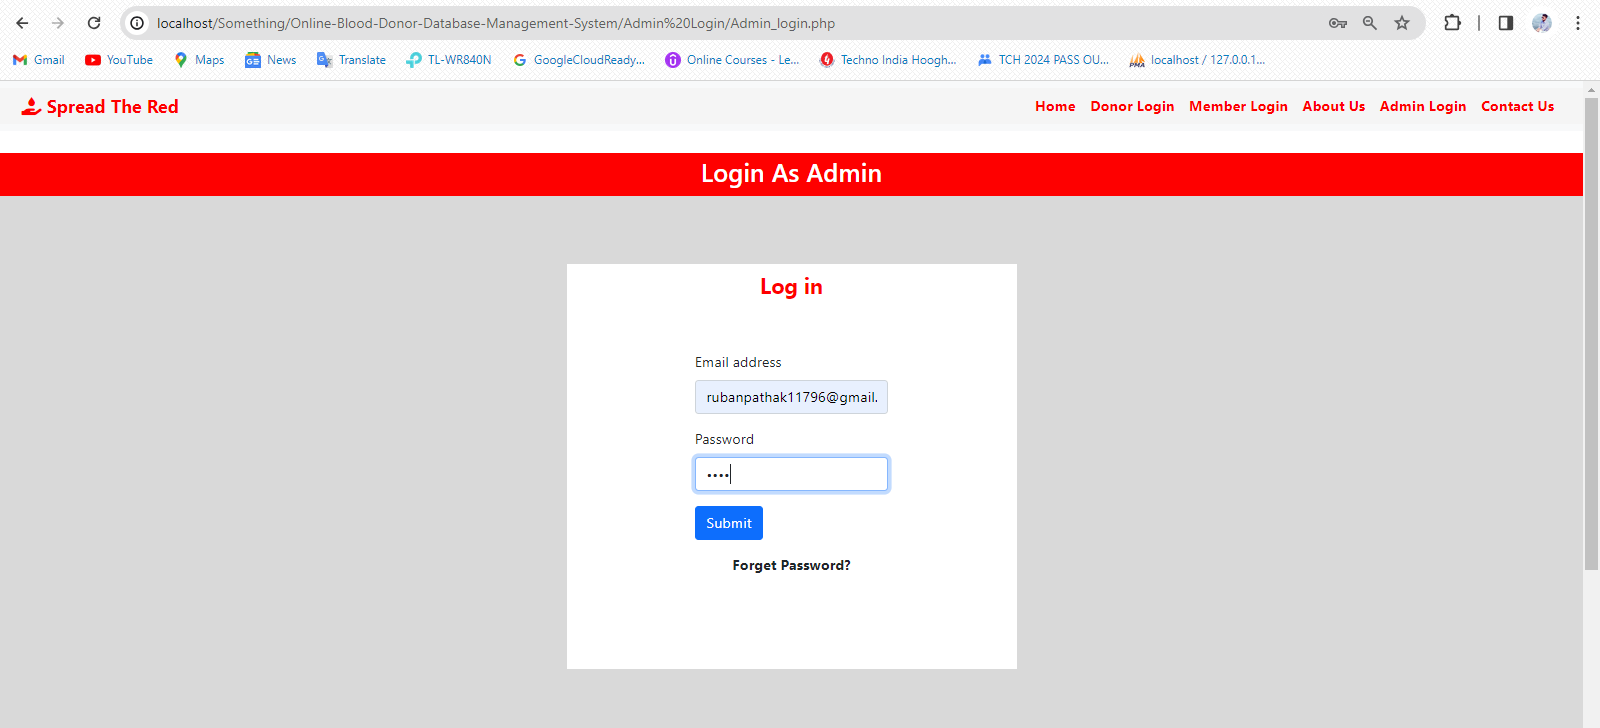 localhost/Something/Online-Blood-Donor-Database-Management-System/Admin%20Login/Admin_login.php
Gmail YouTube Maps News Translate TL-WR840N GoogleCloudReady... Online Courses - Le... Techno India Hoogh... TCH 2024 PASS OU... localhost / 127.0.0.1...
Spread The Red Home Donor Login Member Login About Us Admin Login Contact Us
Login As Admin
Log in
Email address
rubanpathak11796@gmail.
Password
••••
Submit
Forget Password?